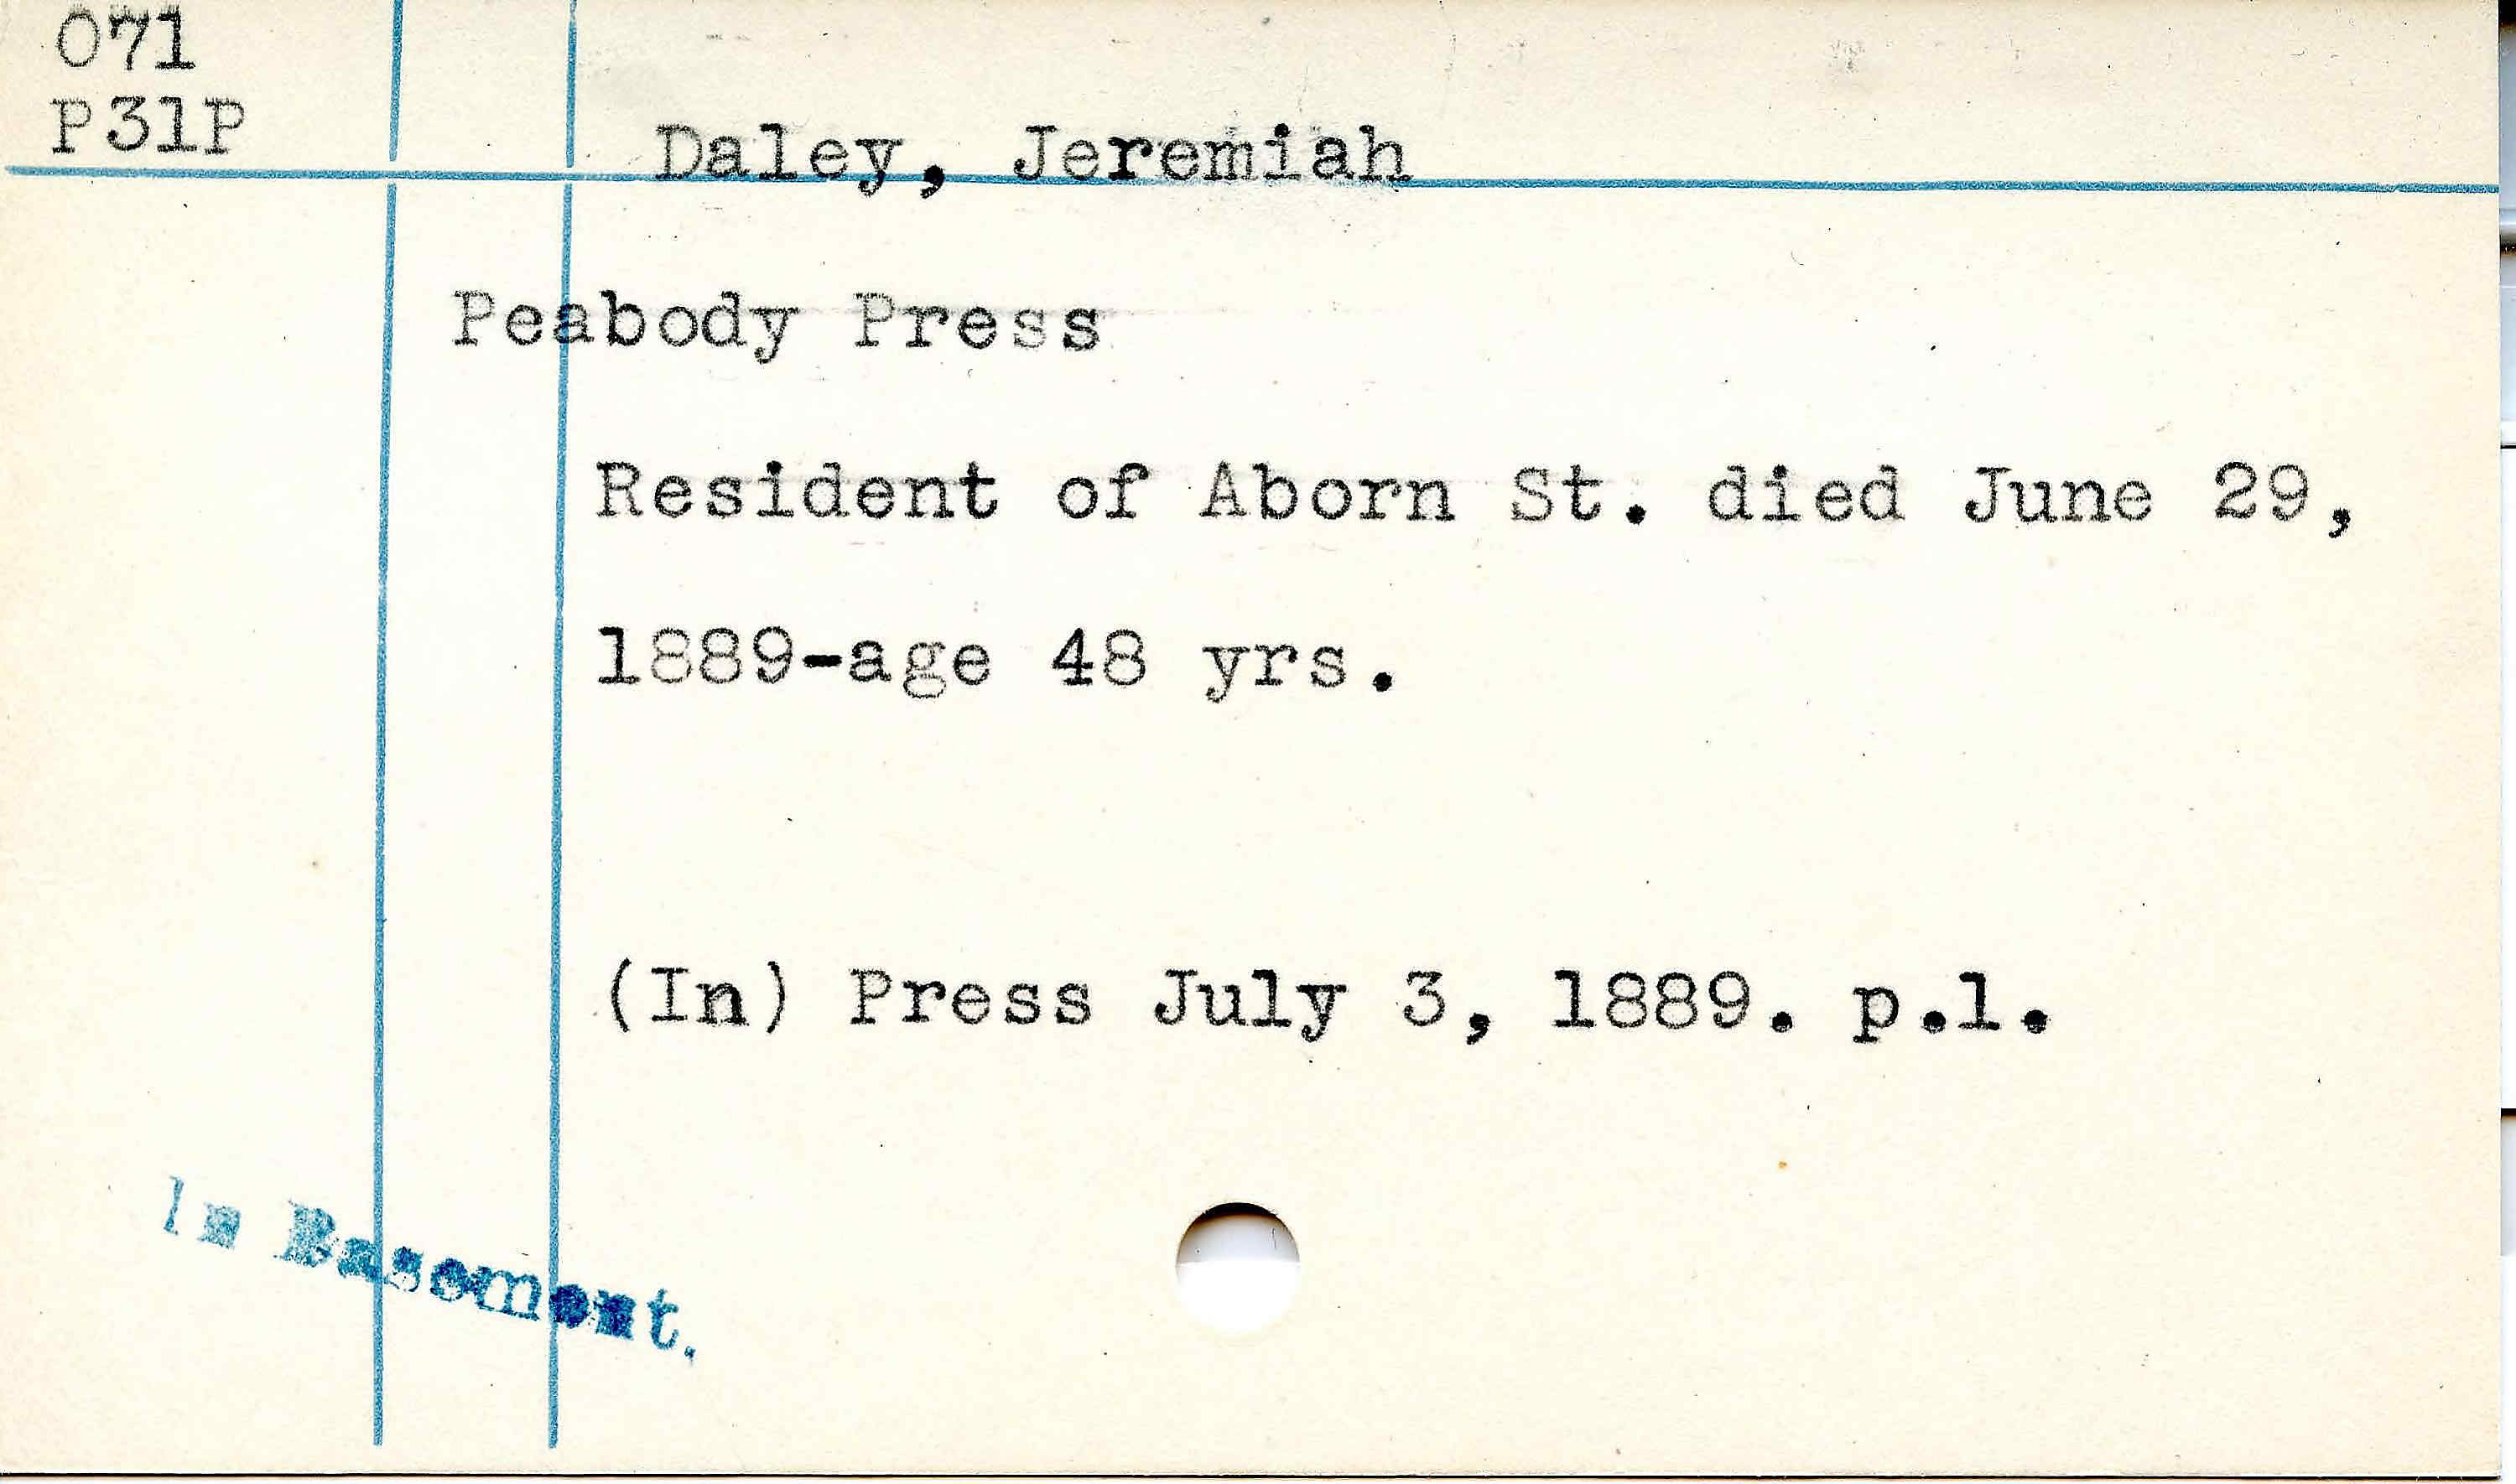 071
P31P
Daley, Jeremiah
Peabody Press
Resident of Aborn St. died June 29,
1889-age 48 yrs.
(In) Press July 3, 1889. p.1.
In Basement.